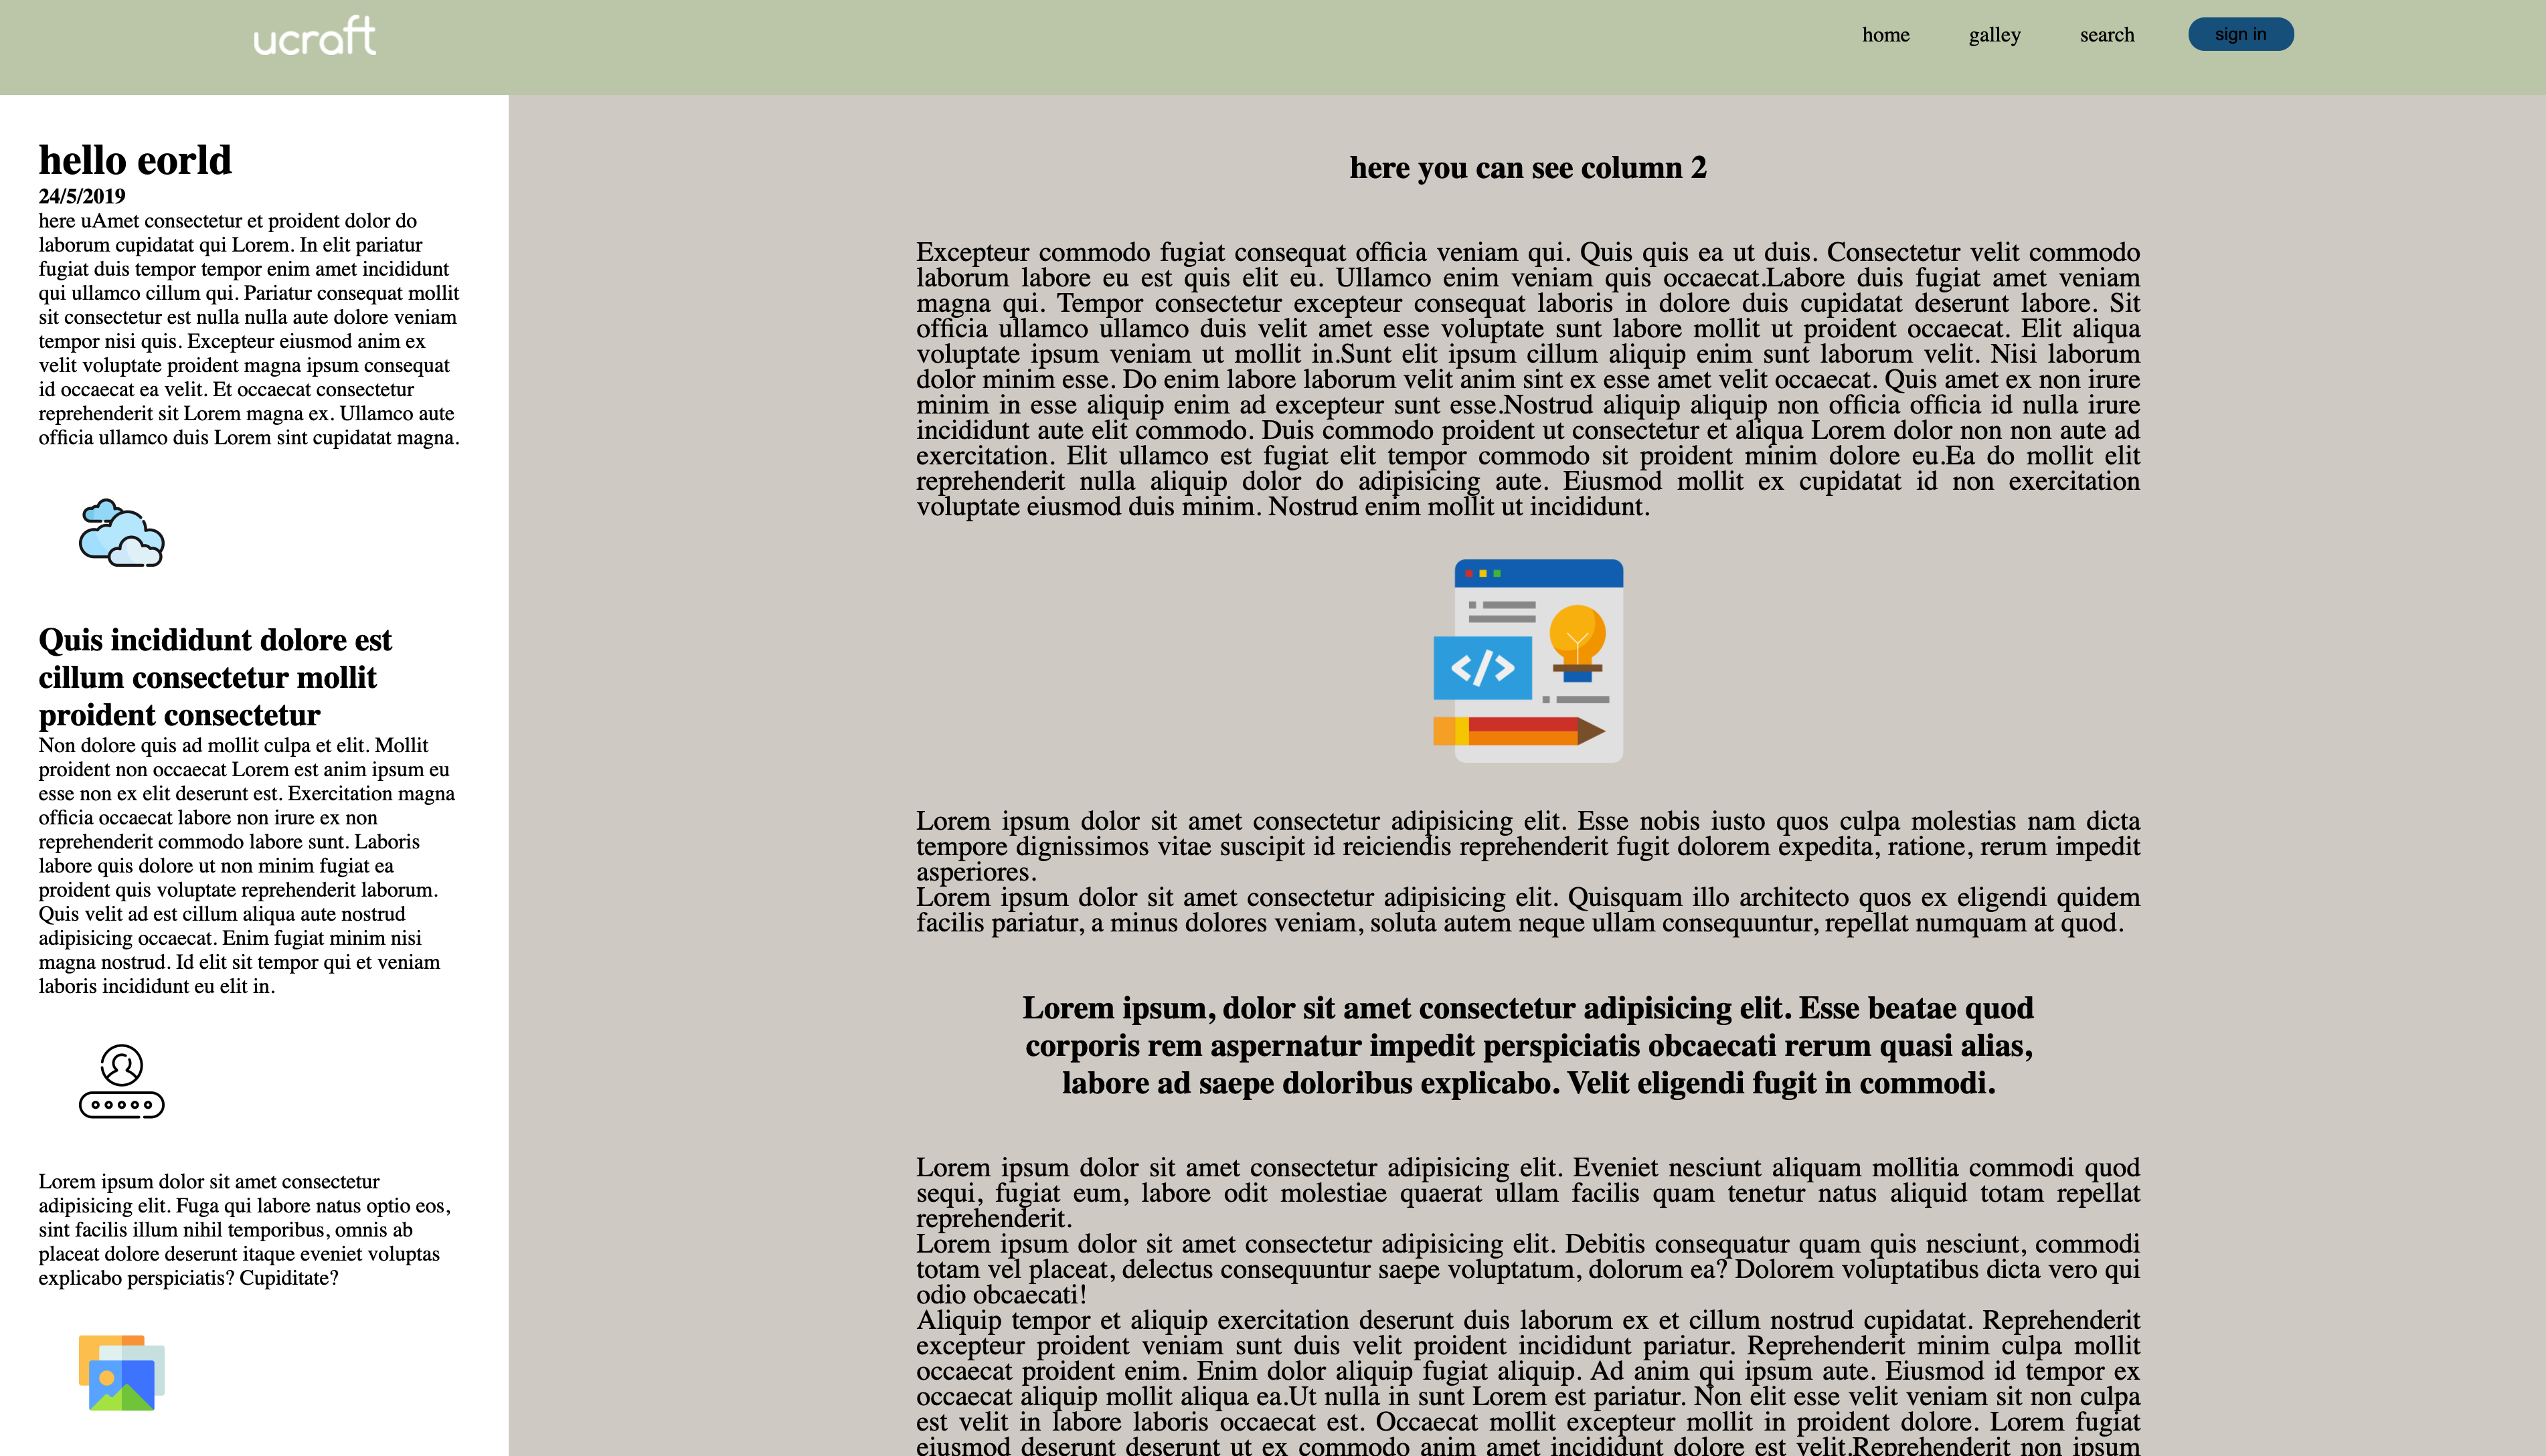 ucraft
home
galley
search
sign in
hello eorld
24/5/2019
here uAmet consectetur et proident dolor do
laborum cupidatat qui Lorem. In elit pariatur
fugiat duis tempor tempor enim amet incididunt
qui ullamco cillum qui. Pariatur consequat mollit
sit consectetur est nulla nulla aute dolore veniam
tempor nisi quis. Excepteur eiusmod anim ex
velit voluptate proident magna ipsum consequat
id occaecat ea velit. Et occaecat consectetur
reprehenderit sit Lorem magna ex. Ullamco aute
officia ullamco duis Lorem sint cupidatat magna.
Quis incididunt dolore est
cillum consectetur mollit
proident consectetur
Non dolore quis ad mollit culpa et elit. Mollit
proident non occaecat Lorem est anim ipsum eu
esse non ex elit deserunt est. Exercitation magna
officia occaecat labore non irure ex non
reprehenderit commodo labore sunt. Laboris
labore quis dolore ut non minim fugiat ea
proident quis voluptate reprehenderit laborum.
Quis velit ad est cillum aliqua aute nostrud
adipisicing occaecat. Enim fugiat minim nisi
magna nostrud. Id elit sit tempor qui et veniam
laboris incididunt eu elit in.
Lorem ipsum dolor sit amet consectetur
adipisicing elit. Fuga qui labore natus optio eos,
sint facilis illum nihil temporibus, omnis ab
placeat dolore deserunt itaque eveniet voluptas
explicabo perspiciatis? Cupiditate?
here you can see column 2
Excepteur commodo fugiat consequat officia veniam qui. Quis quis ea ut duis. Consectetur velit commodo
laborum labore eu est quis elit eu. Ullamco enim veniam quis occaecat.Labore duis fugiat amet veniam
magna qui. Tempor consectetur excepteur consequat laboris in dolore duis cupidatat deserunt labore. Sit
officia ullamco ullamco duis velit amet esse voluptate sunt labore mollit ut proident occaecat. Elit aliqua
voluptate ipsum veniam ut mollit in.Sunt elit ipsum cillum aliquip enim sunt laborum velit. Nisi laborum
dolor minim esse. Do enim labore laborum velit anim sint ex esse amet velit occaecat. Quis amet ex non irure
minim in esse aliquip enim ad excepteur sunt esse.Nostrud aliquip aliquip non officia officia id nulla irure
incididunt aute elit commodo. Duis commodo proident ut consectetur et aliqua Lorem dolor non non aute ad
exercitation. Elit ullamco est fugiat elit tempor commodo sit proident minim dolore eu.Ea do mollit elit
reprehenderit nulla aliquip dolor do adipisicing aute. Eiusmod mollit ex cupidatat id non exercitation
voluptate eiusmod duis minim. Nostrud enim mollit ut incididunt.
</>
Lorem ipsum dolor sit amet consectetur adipisicing elit. Esse nobis iusto quos culpa molestias nam dicta
tempore dignissimos vitae suscipit id reiciendis reprehenderit fugit dolorem expedita, ratione, rerum impedit
asperiores.
Lorem ipsum dolor sit amet consectetur adipisicing elit. Quisquam illo architecto quos ex eligendi quidem
facilis pariatur, a minus dolores veniam, soluta autem neque ullam consequuntur, repellat numquam at quod.
Lorem ipsum, dolor sit amet consectetur adipisicing elit. Esse beatae quod
corporis rem aspernatur impedit perspiciatis obcaecati rerum quasi alias,
labore ad saepe doloribus explicabo. Velit eligendi fugit in commodi.
Lorem ipsum dolor sit amet consectetur adipisicing elit. Eveniet nesciunt aliquam mollitia commodi quod
sequi, fugiat eum, labore odit molestiae quaerat ullam facilis quam tenetur natus aliquid totam repellat
reprehenderit.
Lorem ipsum dolor sit amet consectetur adipisicing elit. Debitis consequatur quam quis nesciunt, commodi
totam vel placeat, delectus consequuntur saepe voluptatum, dolorum ea? Dolorem voluptatibus dicta vero qui
odio obcaecati!
Aliquip tempor et aliquip exercitation deserunt duis laborum ex et cillum nostrud cupidatat. Reprehenderit
excepteur proident veniam sunt duis velit proident incididunt pariatur. Reprehenderit minim culpa mollit
occaecat proident enim. Enim dolor aliquip fugiat aliquip. Ad anim qui ipsum aute. Eiusmod id tempor ex
occaecat aliquip mollit aliqua ea.Ut nulla in sunt Lorem est pariatur. Non elit esse velit veniam sit non culpa
est velit in labore laboris occaecat est. Occaecat mollit excepteur mollit in proident dolore. Lorem fugiat
eiusmod deserunt deserunt ut ex commodo anim amet incididunt dolore est velit.Reprehenderit non ipsum